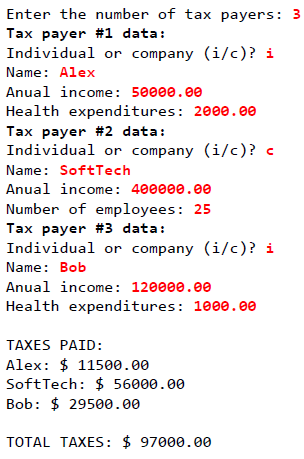 Enter the number of tax payers: 3
Tax payer #1 data:
Individual or company (i/c)? i
Name: Alex
Anual income: 50000.00
Health expenditures: 2000.00
Tax payer #2 data:
Individual or company (i/c)? c
Name: SoftTech
Anual income: 400000.00
Number of employees: 25
Tax payer #3 data:
Individual or company (i/c)? i
Name: Bob
Anual income: 120000.00
Health expenditures: 1000.00
TAXES PAID:
Alex: $ 11500.00
SoftTech: $ 56000.00
Bob: $ 29500.00
TOTAL TAXES: $ 97000.00